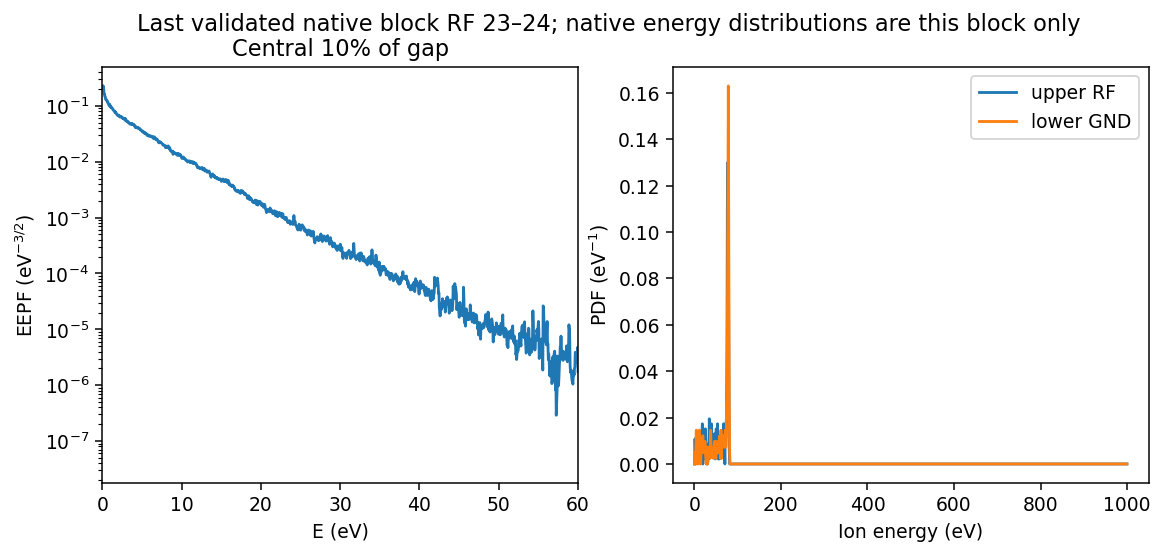 Last validated native block RF 23–24; native energy distributions are this block only
Central 10% of gap
EEPF (eV⁻³ᐟ²)
10⁻¹
10⁻²
10⁻³
10⁻⁴
10⁻⁵
10⁻⁶
10⁻⁷
0 10 20 30 40 50 60
E (eV)
PDF (eV⁻¹)
0.16
0.14
0.12
0.10
0.08
0.06
0.04
0.02
0.00
upper RF
lower GND
0 200 400 600 800 1000
Ion energy (eV)